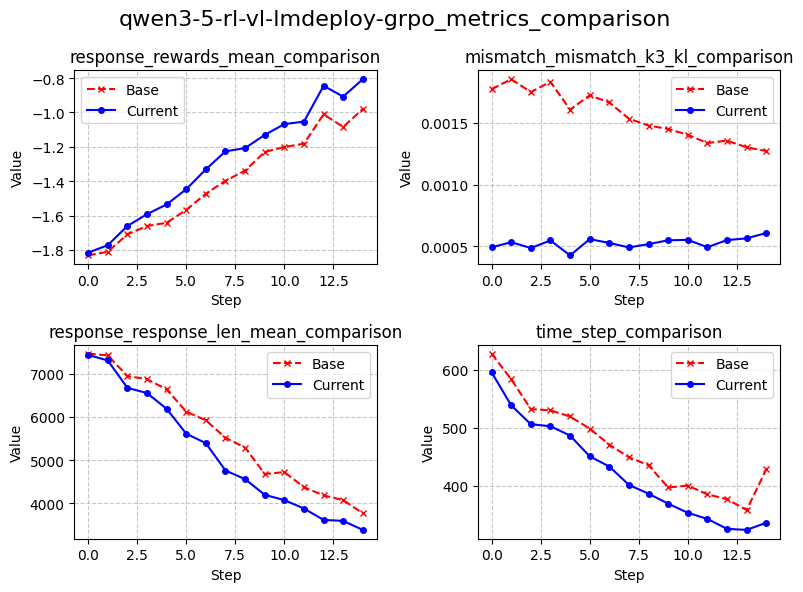 qwen3-5-rl-vl-lmdeploy-grpo_metrics_comparison
response_rewards_mean_comparison
Value
−0.8
−1.0
−1.2
−1.4
−1.6
−1.8
Base
Current
0.0 2.5 5.0 7.5 10.0 12.5
Step
mismatch_mismatch_k3_kl_comparison
Value
0.0015
0.0010
0.0005
Base
Current
0.0 2.5 5.0 7.5 10.0 12.5
Step
response_response_len_mean_comparison
Value
7000
6000
5000
4000
Base
Current
0.0 2.5 5.0 7.5 10.0 12.5
Step
time_step_comparison
Value
600
500
400
Base
Current
0.0 2.5 5.0 7.5 10.0 12.5
Step